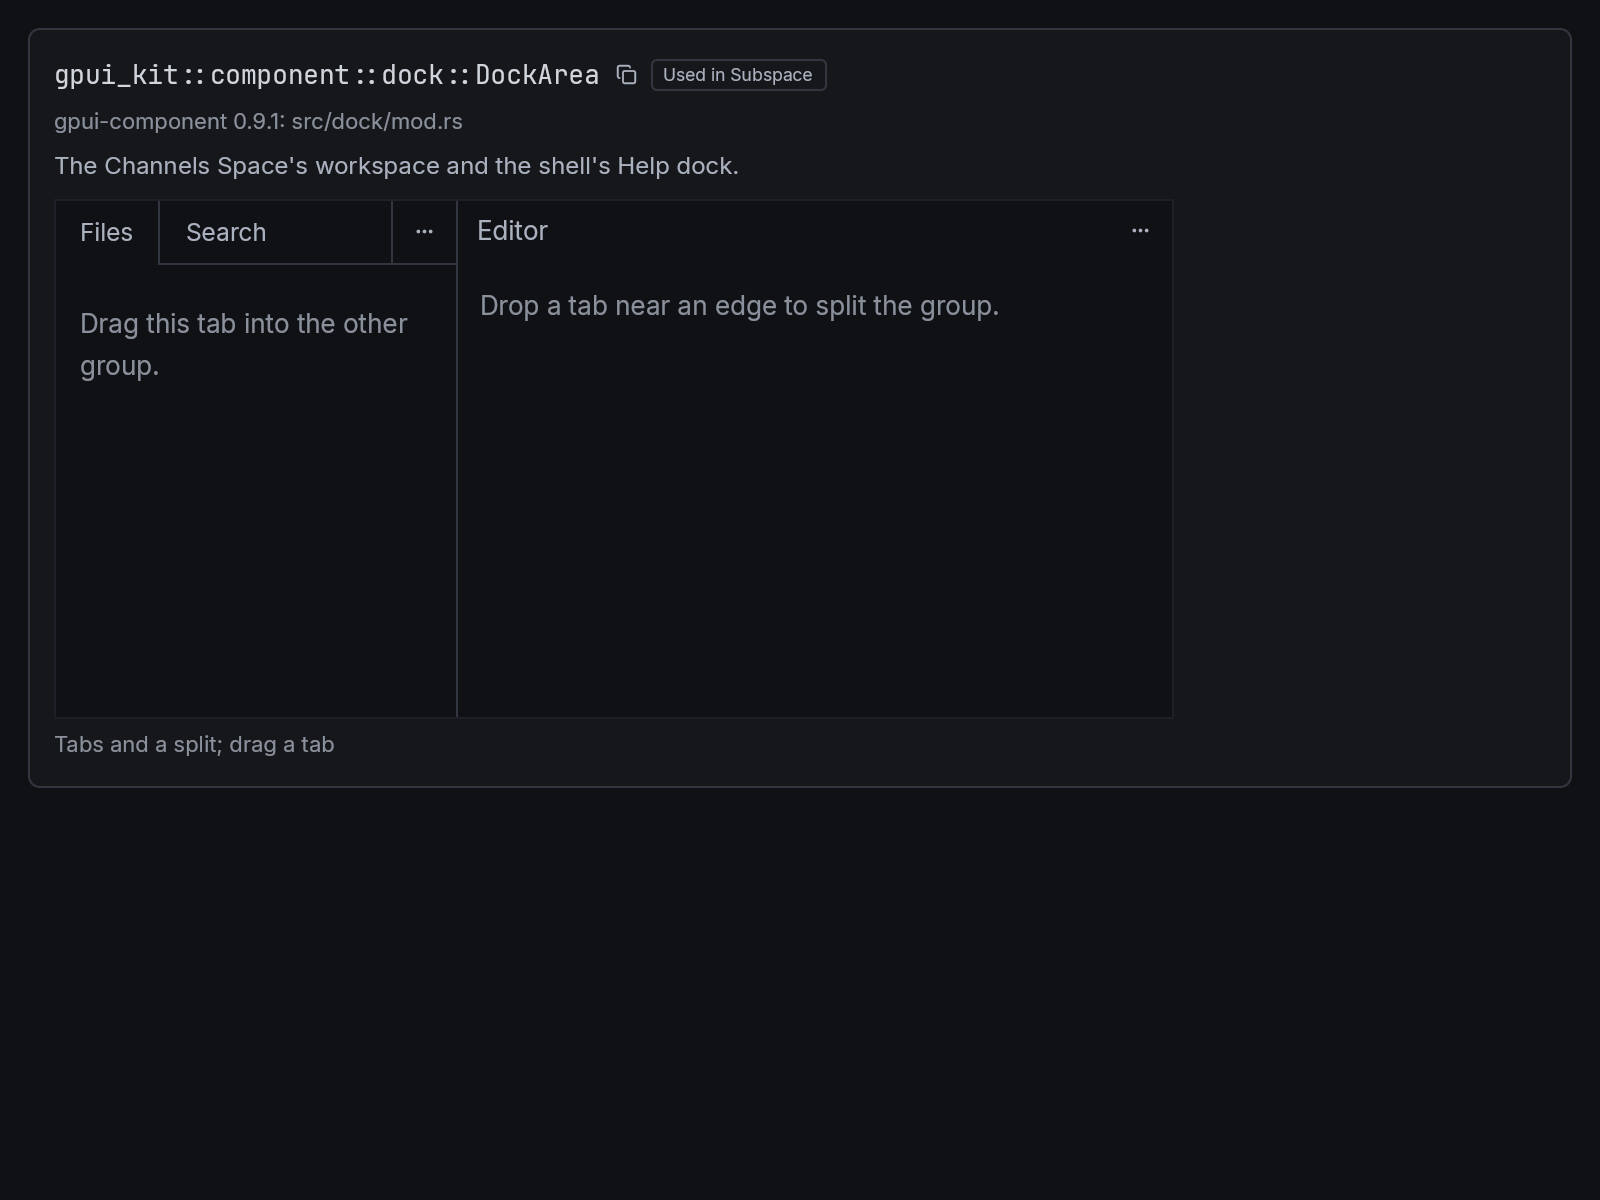 gpui_kit::component::dock::DockArea Used in Subspace
gpui-component 0.9.1: src/dock/mod.rs
The Channels Space's workspace and the shell's Help dock.
Files Search ··· Editor ···
Drag this tab into the other
group.
Drop a tab near an edge to split the group.
Tabs and a split; drag a tab